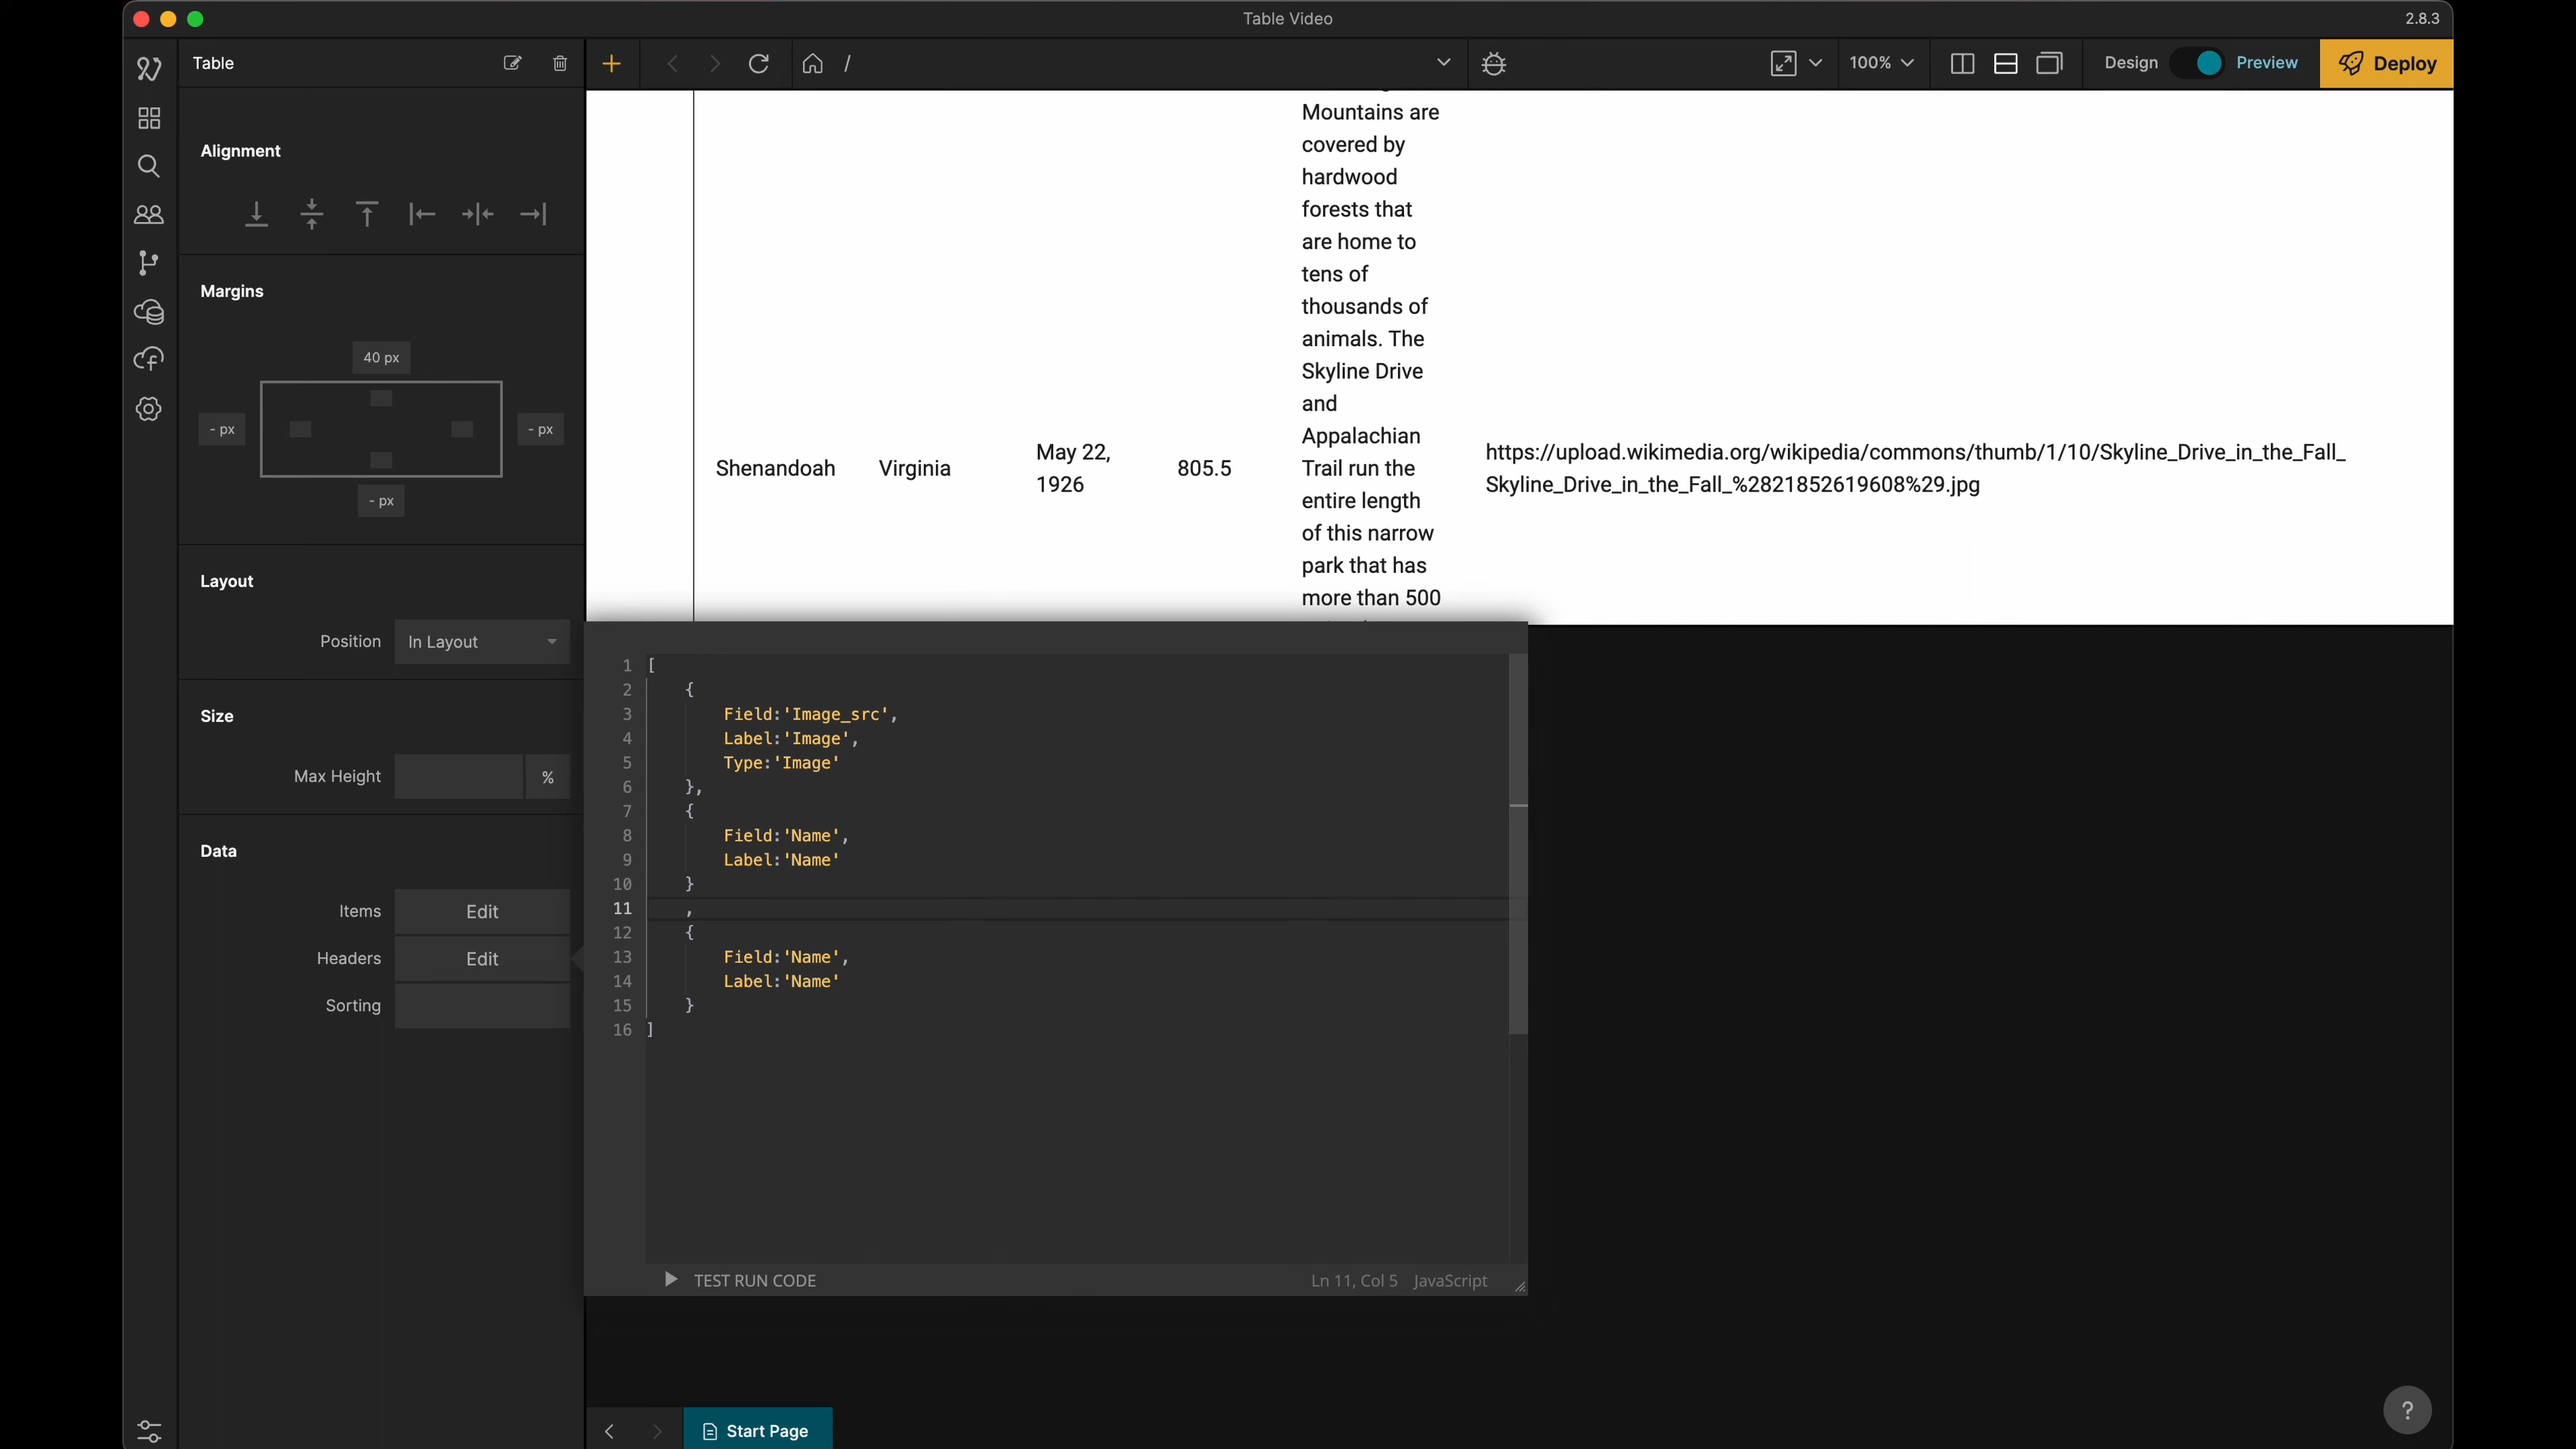 Table Video
2.8.3
Table
/
100%
Design
Preview
Deploy
Alignment
Margins
40 px
- px
- px
- px
Layout
Position
In Layout
Size
Max Height
%
Data
Items
Edit
Headers
Edit
Sorting
Mountains are
covered by
hardwood
forests that
are home to
tens of
thousands of
animals. The
Skyline Drive
and
Appalachian
Trail run the
entire length
of this narrow
park that has
more than 500
Shenandoah
Virginia
May 22,
1926
805.5
https://upload.wikimedia.org/wikipedia/commons/thumb/1/10/Skyline_Drive_in_the_Fall_
Skyline_Drive_in_the_Fall_%2821852619608%29.jpg
1 [
2 {
3 Field:'Image_src',
4 Label:'Image',
5 Type:'Image'
6 },
7 {
8 Field:'Name',
9 Label:'Name'
10 }
11 ,
12 {
13 Field:'Name',
14 Label:'Name'
15 }
16 ]
TEST RUN CODE
Ln 11, Col 5 JavaScript
Start Page
?